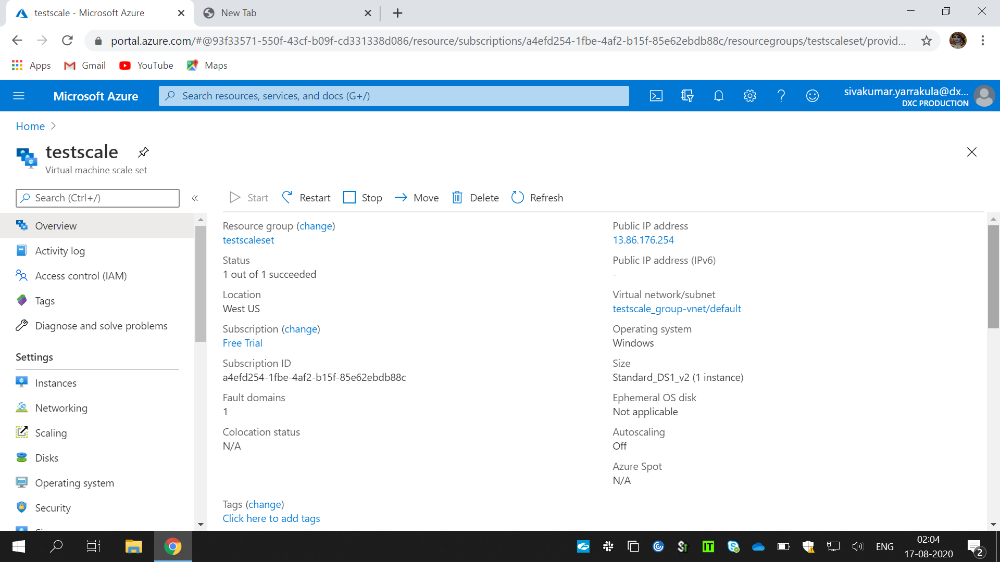 testscale - Microsoft Azure
New Tab
portal.azure.com/#@93f33571-550f-43cf-b09f-cd331338d086/resource/subscriptions/a4efd254-1fbe-4af2-b15f-85e62ebdb88c/resourcegroups/testscaleset/provid...
Apps
Gmail
YouTube
Maps
Microsoft Azure
Search resources, services, and docs (G+/)
sivakumar.yarrakula@dx...
DXC PRODUCTION
Home
testscale
Virtual machine scale set
Search (Ctrl+/)
«
Start
Restart
Stop
Move
Delete
Refresh
Overview
Activity log
Access control (IAM)
Tags
Diagnose and solve problems
Settings
Instances
Networking
Scaling
Disks
Operating system
Security
Resource group (change)
testscaleset
Status
1 out of 1 succeeded
Location
West US
Subscription (change)
Free Trial
Subscription ID
a4efd254-1fbe-4af2-b15f-85e62ebdb88c
Fault domains
1
Colocation status
N/A
Tags (change)
Click here to add tags
Public IP address
13.86.176.254
Public IP address (IPv6)
-
Virtual network/subnet
testscale_group-vnet/default
Operating system
Windows
Size
Standard_DS1_v2 (1 instance)
Ephemeral OS disk
Not applicable
Autoscaling
Off
Azure Spot
N/A
IT
ENG
02:04
17-08-2020
2